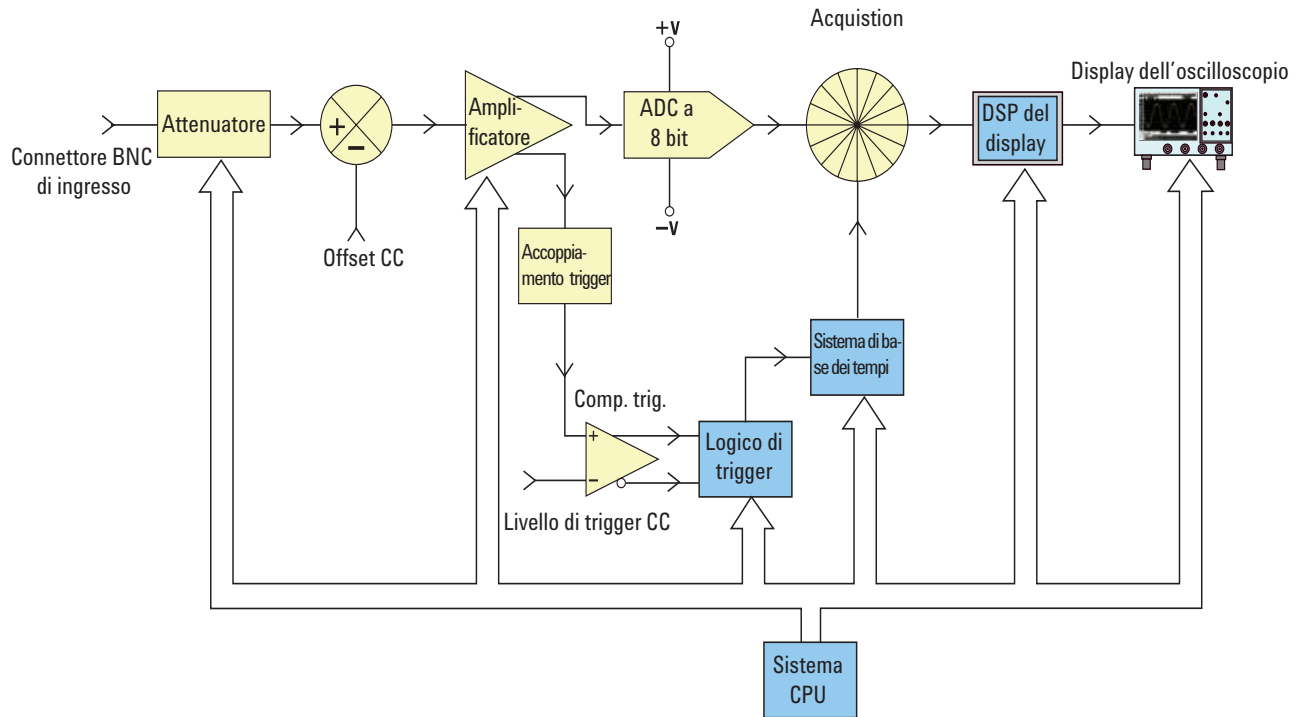 Acquistion
+v
Display dell'oscilloscopio
Attenuatore
Ampli-
ficatore
ADC a
8 bit
DSP del
display
+
−
Connettore BNC
di ingresso
−v
Offset CC
Accoppia-
mento trigger
Sistema di ba-
se dei tempi
Comp. trig.
+
−
Logico di
trigger
Livello di trigger CC
Sistema
CPU